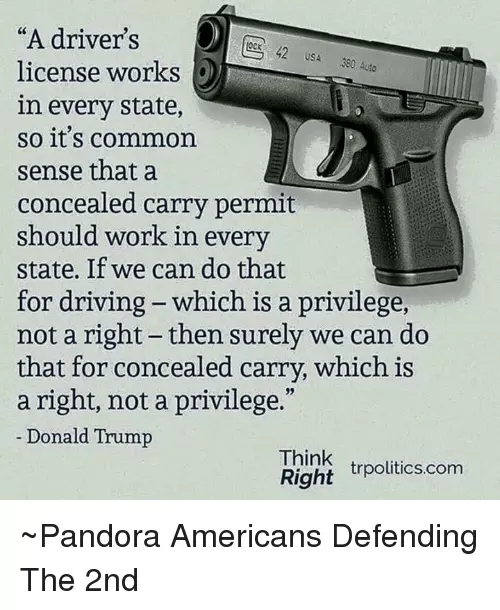 “A driver’s
license works
in every state,
so it’s common
sense that a
concealed carry permit
should work in every
state. If we can do that
for driving – which is a privilege,
not a right – then surely we can do
that for concealed carry, which is
a right, not a privilege.”
- Donald Trump
GLOCK 42 USA .380 Auto
Think
Right trpolitics.com
~Pandora Americans Defending
The 2nd